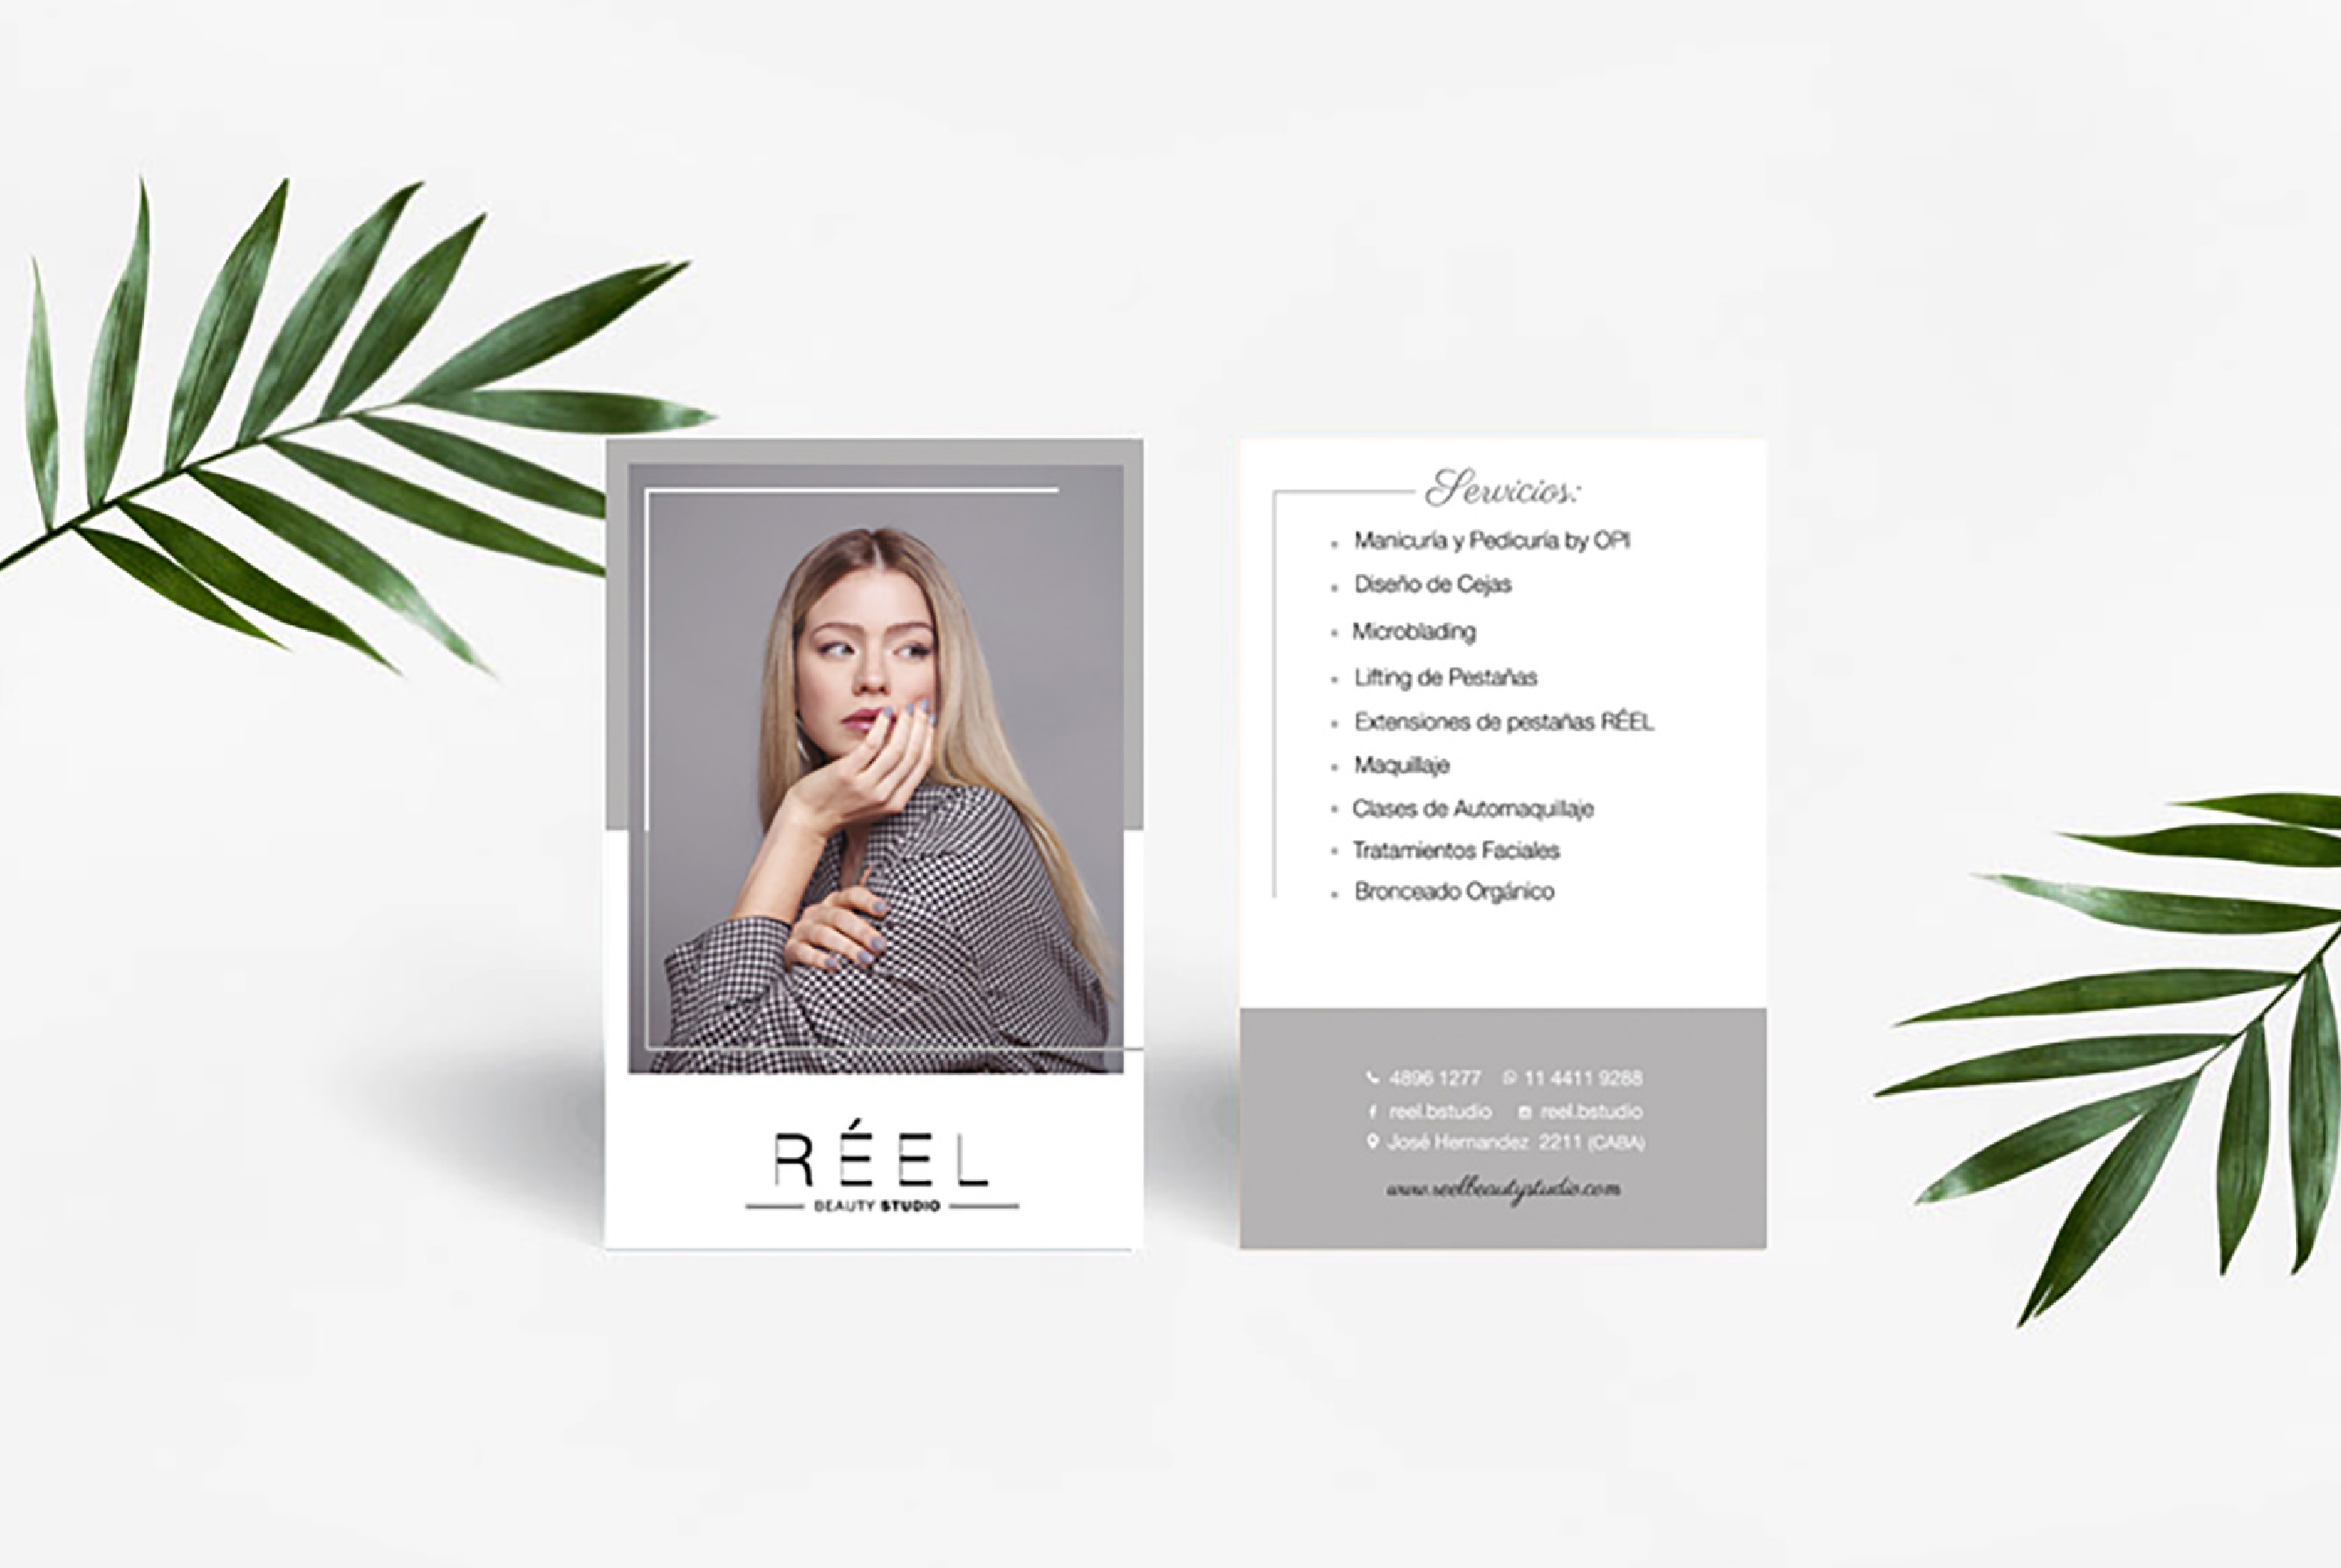 RÉEL
BEAUTY STUDIO
Servicios:
Manicuría y Pedicuría by OPI
Diseño de Cejas
Microblading
Lifting de Pestañas
Extensiones de pestañas RÉEL
Maquillaje
Clases de Automaquillaje
Tratamientos Faciales
Bronceado Orgánico
4896 1277 11 4411 9288
reel.bstudio reel.bstudio
José Hernandez 2211 (CABA)
www.reelbeautystudio.com